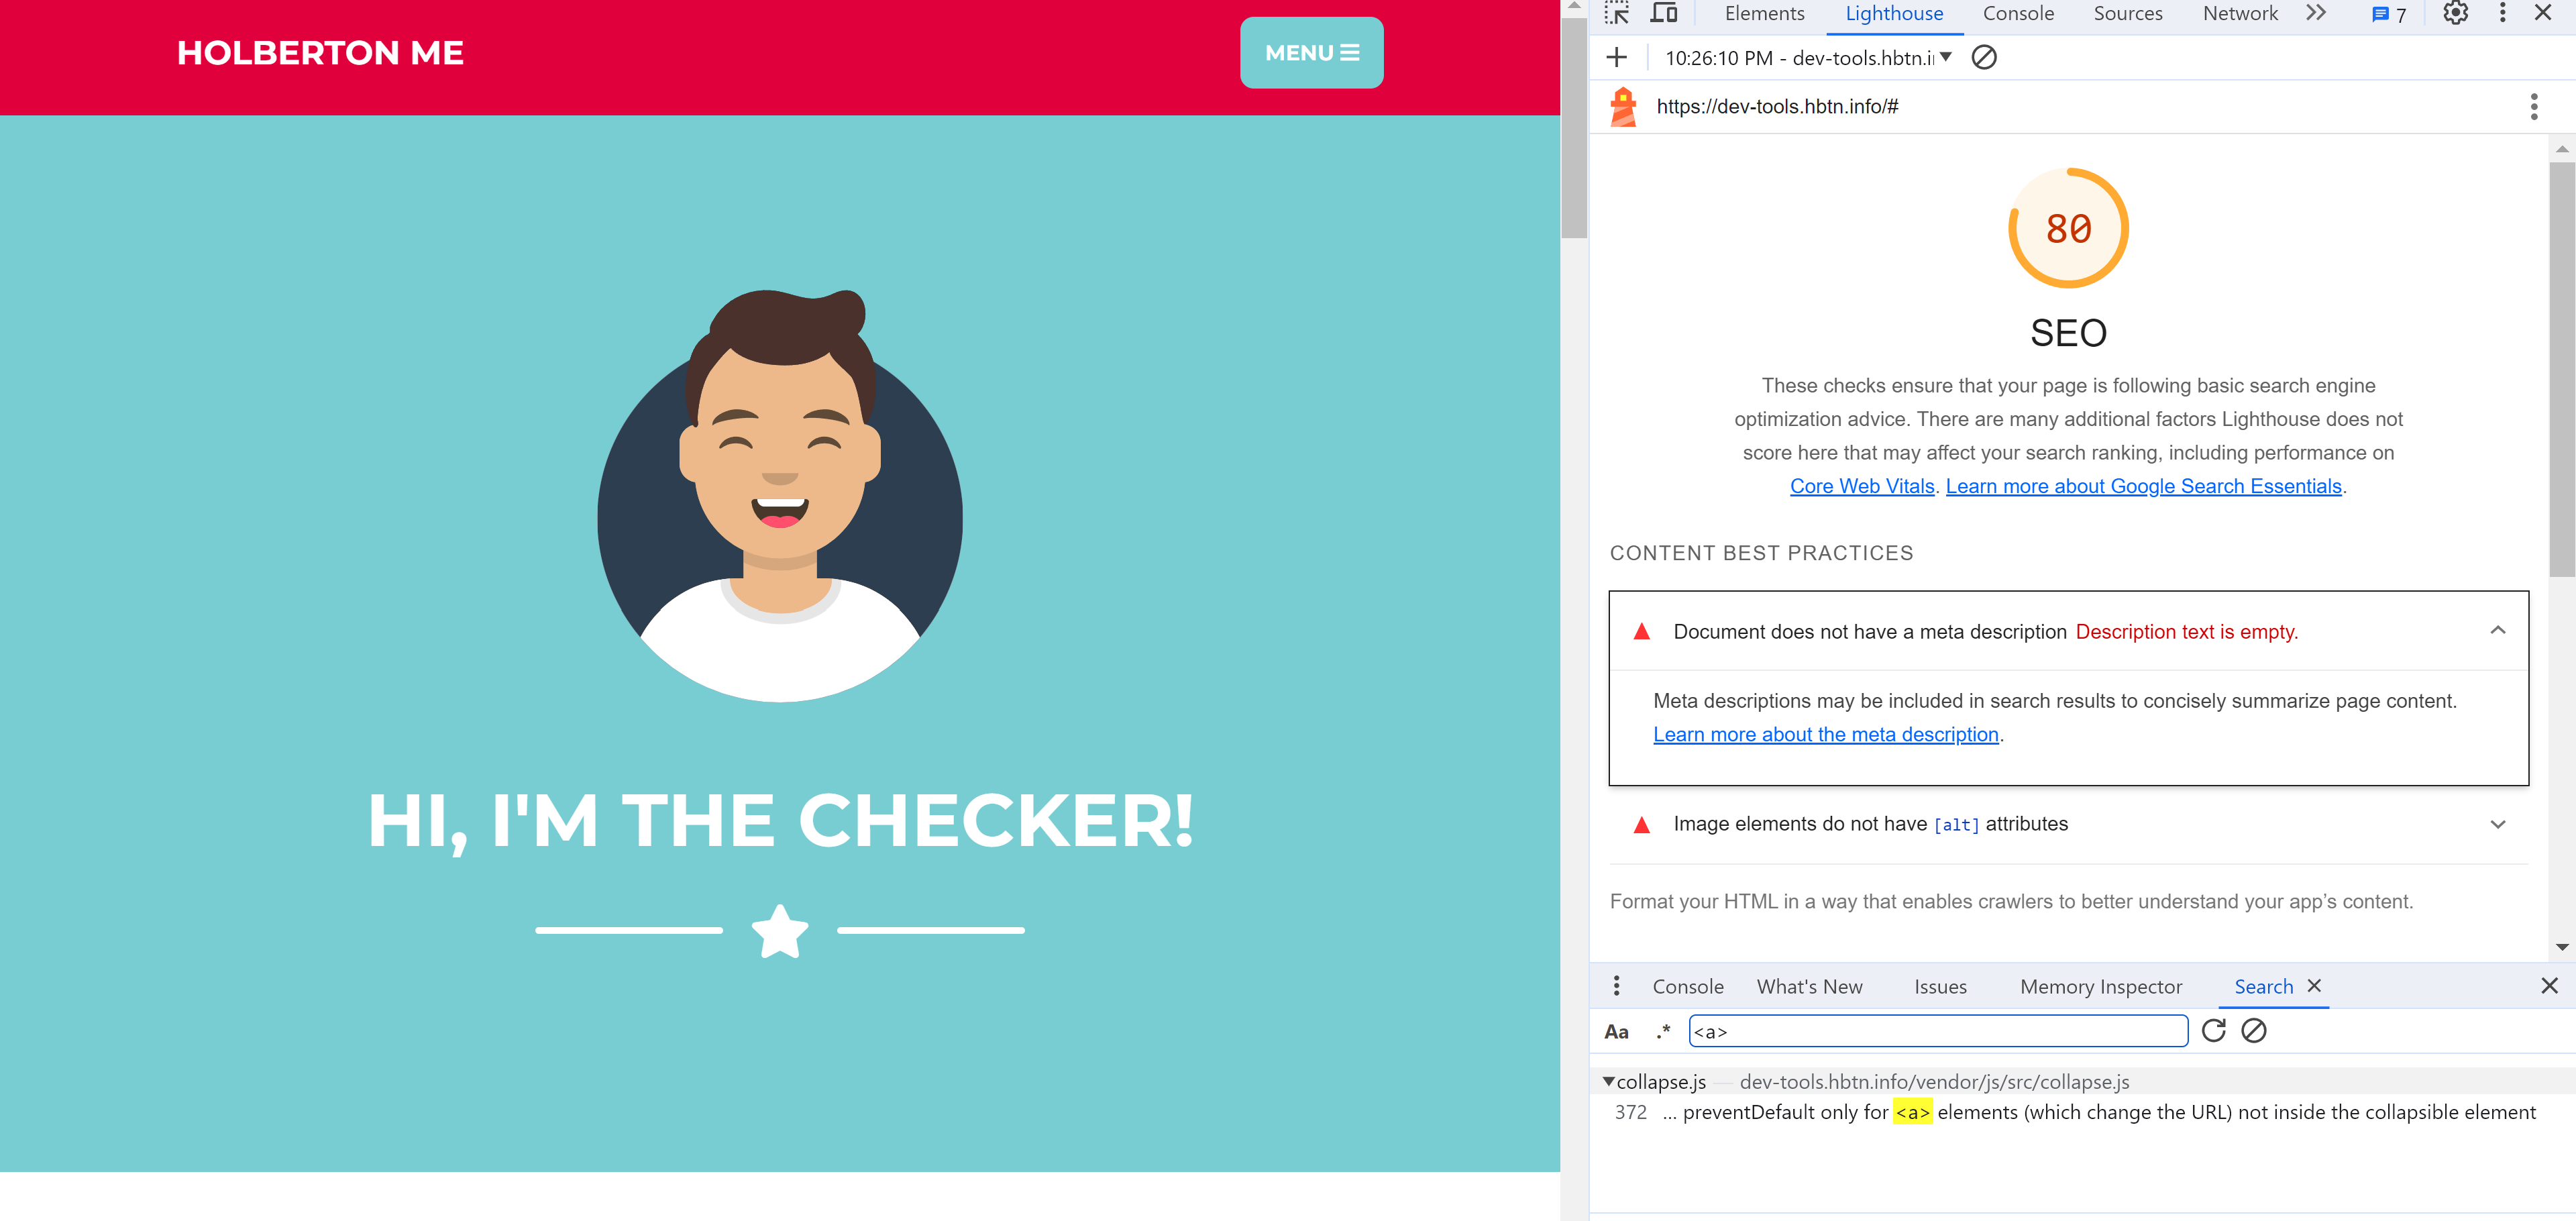 HOLBERTON ME
MENU
HI, I'M THE CHECKER!
Elements Lighthouse Console Sources Network 7
10:26:10 PM - dev-tools.hbtn.i
https://dev-tools.hbtn.info/#
80
SEO
These checks ensure that your page is following basic search engine
optimization advice. There are many additional factors Lighthouse does not
score here that may affect your search ranking, including performance on
Core Web Vitals. Learn more about Google Search Essentials.
CONTENT BEST PRACTICES
Document does not have a meta description Description text is empty.
Meta descriptions may be included in search results to concisely summarize page content.
Learn more about the meta description.
Image elements do not have [alt] attributes
Format your HTML in a way that enables crawlers to better understand your app’s content.
Console What's New Issues Memory Inspector Search
Aa .* <a>
collapse.js — dev-tools.hbtn.info/vendor/js/src/collapse.js
372 ... preventDefault only for <a> elements (which change the URL) not inside the collapsible element